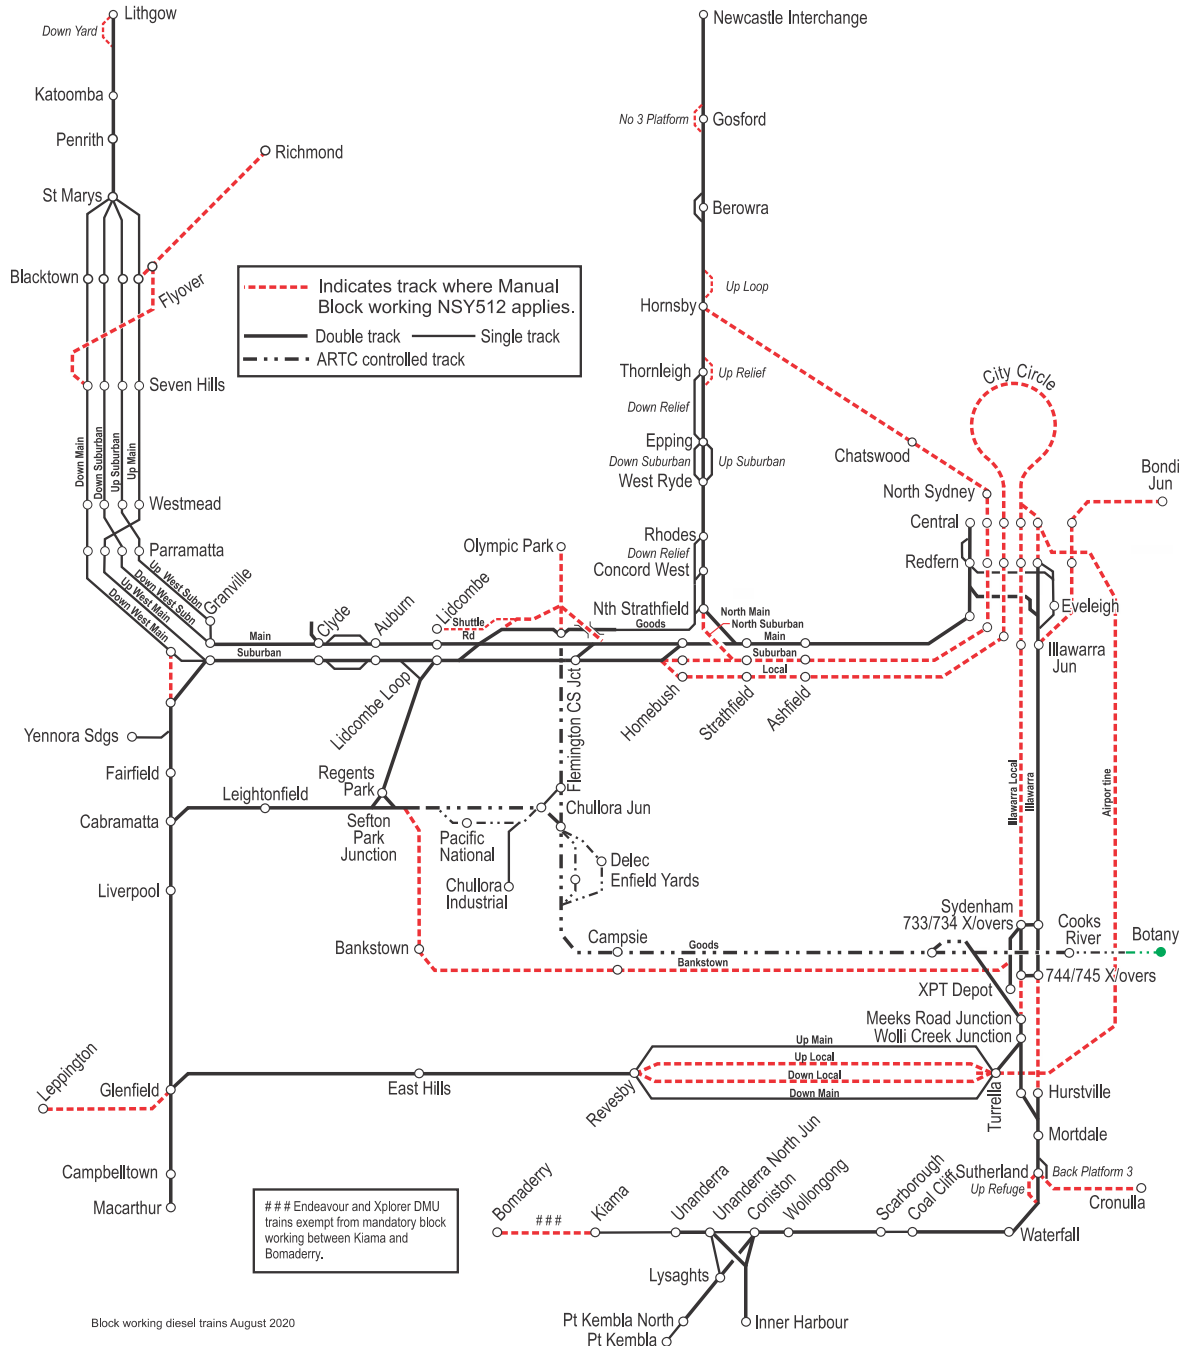 Lithgow
Down Yard
Newcastle Interchange
Katoomba
No 3 Platform
Gosford
Penrith
Richmond
St Marys
Berowra
Blacktown
Flyover
Indicates track where Manual
Block working NSY512 applies.
Double track
Single track
ARTC controlled track
Up Loop
Hornsby
Thornleigh
Up Relief
Seven Hills
City Circle
Down Relief
Down Main
Down Suburban
Up Suburban
Up Main
Epping
Down Suburban
Up Suburban
West Ryde
Chatswood
Bondi
Jun
North Sydney
Westmead
Central
Rhodes
Parramatta
Olympic Park
Down Relief
Redfern
Concord West
Up West Subn
Down West Subn
Up West Main
Down West Main
Granville
Clyde
Auburn
Lidcombe
Nth Strathfield
Eveleigh
Shuttle
Rd
Goods
North Main
North Suburban
Main
Suburban
Main
Suburban
Local
Illawarra
Jun
Lidcombe Loop
Flemington CS Jct
Homebush
Strathfield
Ashfield
Yennora Sdgs
Fairfield
Regents
Park
Leightonfield
Chullora Jun
Illawarra Local
Illawarra
Airpor tine
Cabramatta
Sefton
Park
Junction
Pacific
National
Delec
Enfield Yards
Chullora
Industrial
Liverpool
Sydenham
733/734 X/overs
Cooks
River
Botany
Bankstown
Campsie
Goods
Bankstown
744/745 X/overs
XPT Depot
Meeks Road Junction
Wolli Creek Junction
Up Main
Up Local
Down Local
Down Main
Leppington
Glenfield
East Hills
Revesby
Turrella
Hurstville
Mortdale
Campbelltown
Sutherland
Back Platform 3
Up Refuge
Cronulla
Macarthur
# # # Endeavour and Xplorer DMU
trains exempt from mandatory block
working between Kiama and
Bomaderry.
Bomaderry
# # #
Kiama
Unanderra
Unanderra North Jun
Coniston
Wollongong
Scarborough
Coal Cliff
Waterfall
Lysaghts
Pt Kembla North
Pt Kembla
Inner Harbour
Block working diesel trains August 2020